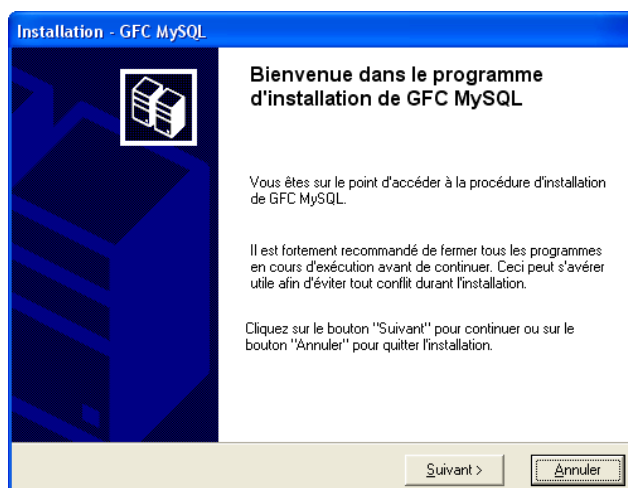 Installation - GFC MySQL
Bienvenue dans le programme
d'installation de GFC MySQL
Vous êtes sur le point d'accéder à la procédure d'installation
de GFC MySQL.
Il est fortement recommandé de fermer tous les programmes
en cours d'exécution avant de continuer. Ceci peut s'avérer
utile afin d'éviter tout conflit durant l'installation.
Cliquez sur le bouton "Suivant" pour continuer ou sur le
bouton "Annuler" pour quitter l'installation.
Suivant >
Annuler